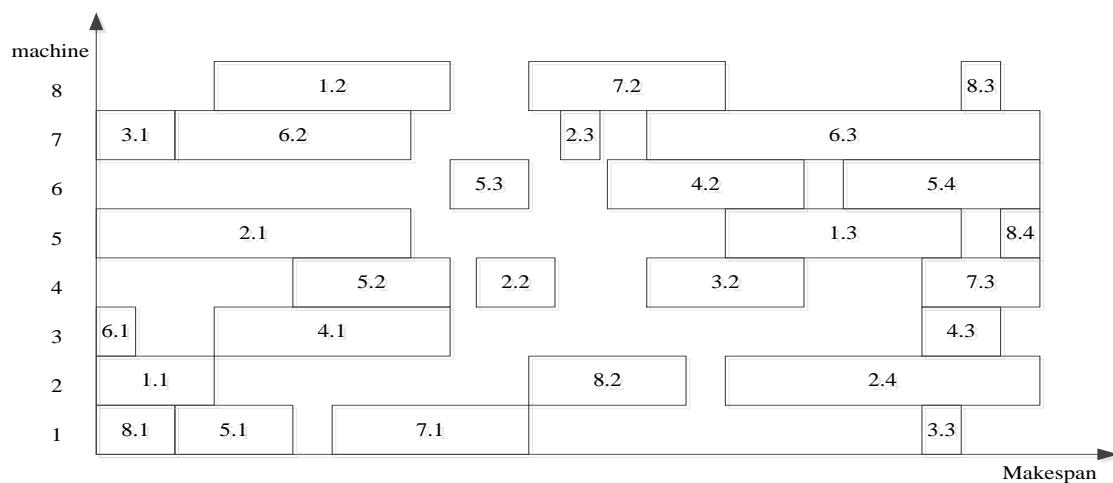 machine
8 1.2 7.2 8.3
7 3.1 6.2 2.3 6.3
6 5.3 4.2 5.4
5 2.1 1.3 8.4
4 5.2 2.2 3.2 7.3
3 6.1 4.1 4.3
2 1.1 8.2 2.4
1 8.1 5.1 7.1 3.3
Makespan